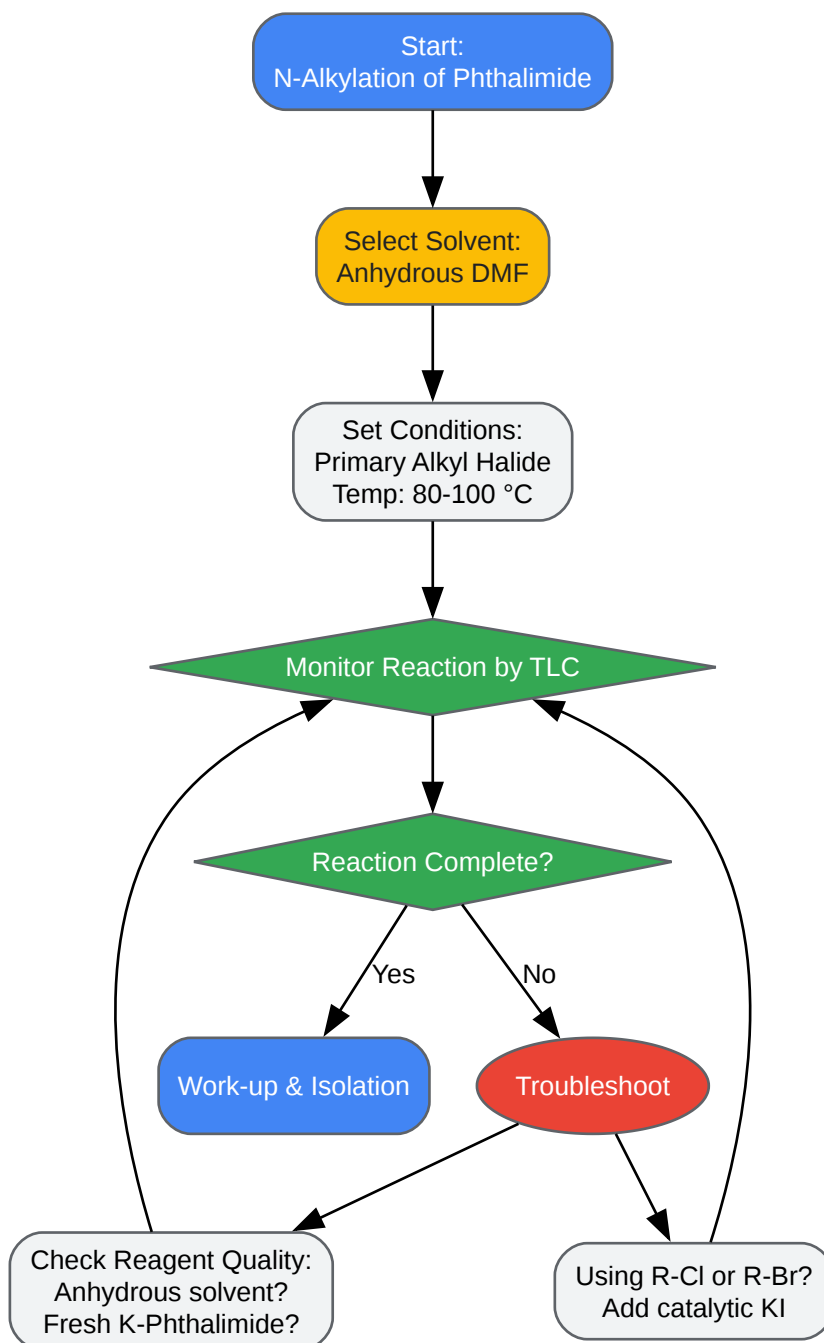 Start:
N-Alkylation of Phthalimide
Select Solvent:
Anhydrous DMF
Set Conditions:
Primary Alkyl Halide
Temp: 80-100 °C
Monitor Reaction by TLC
Reaction Complete?
Yes
No
Work-up & Isolation
Troubleshoot
Check Reagent Quality:
Anhydrous solvent?
Fresh K-Phthalimide?
Using R-Cl or R-Br?
Add catalytic KI